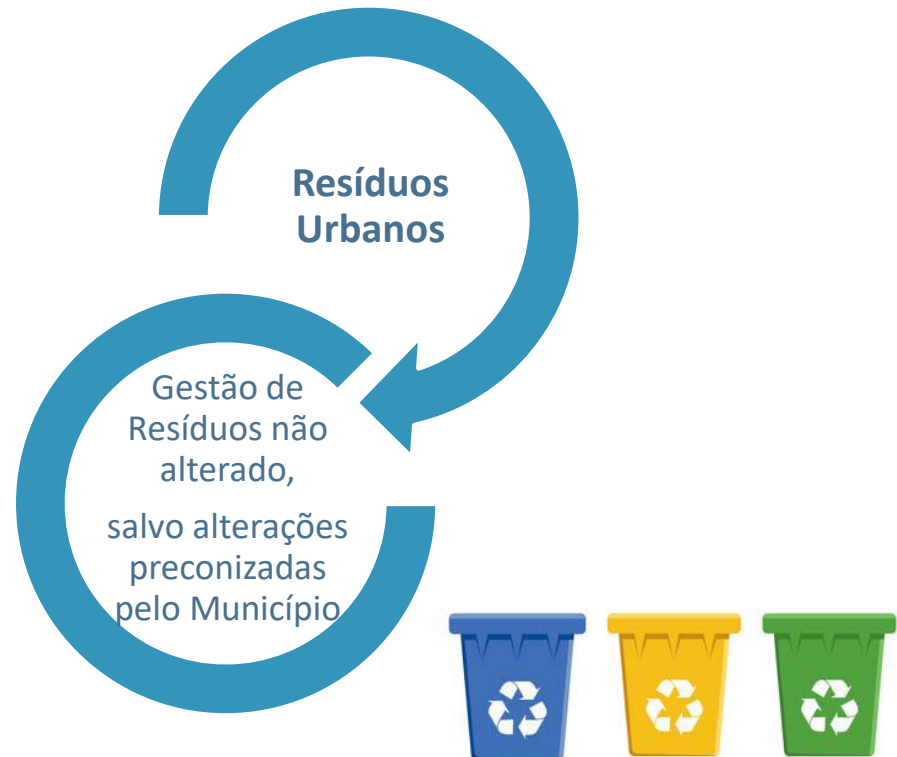 Resíduos
Urbanos
Gestão de
Resíduos não
alterado,
salvo alterações
preconizadas
pelo Município